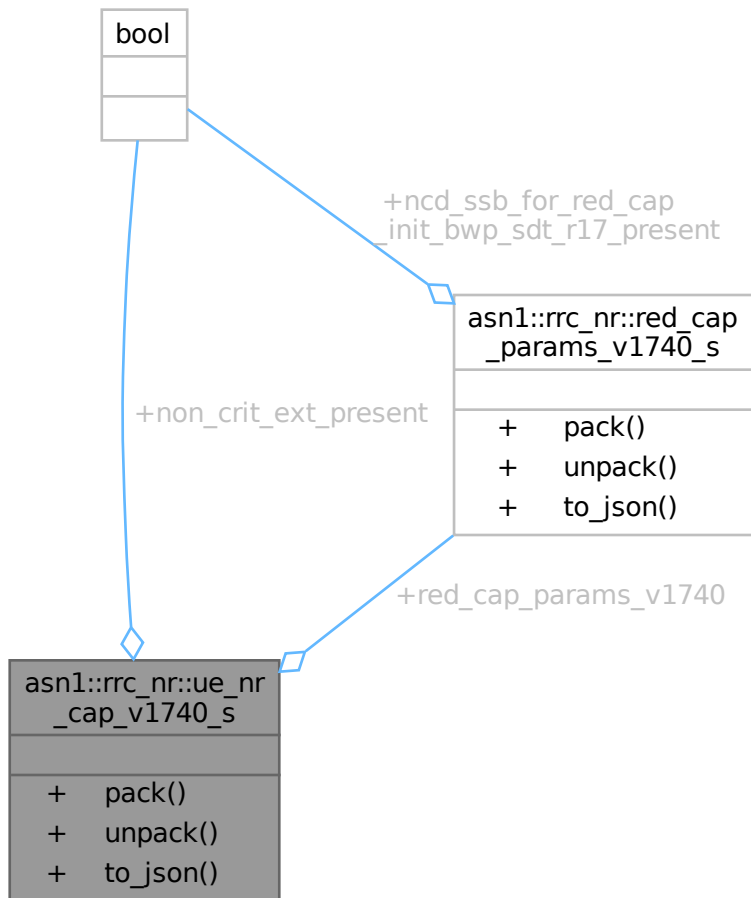 bool
+ncd_ssb_for_red_cap
_init_bwp_sdt_r17_present
asn1::rrc_nr::red_cap
_params_v1740_s
+ pack()
+ unpack()
+ to_json()
+non_crit_ext_present
+red_cap_params_v1740
asn1::rrc_nr::ue_nr
_cap_v1740_s
+ pack()
+ unpack()
+ to_json()